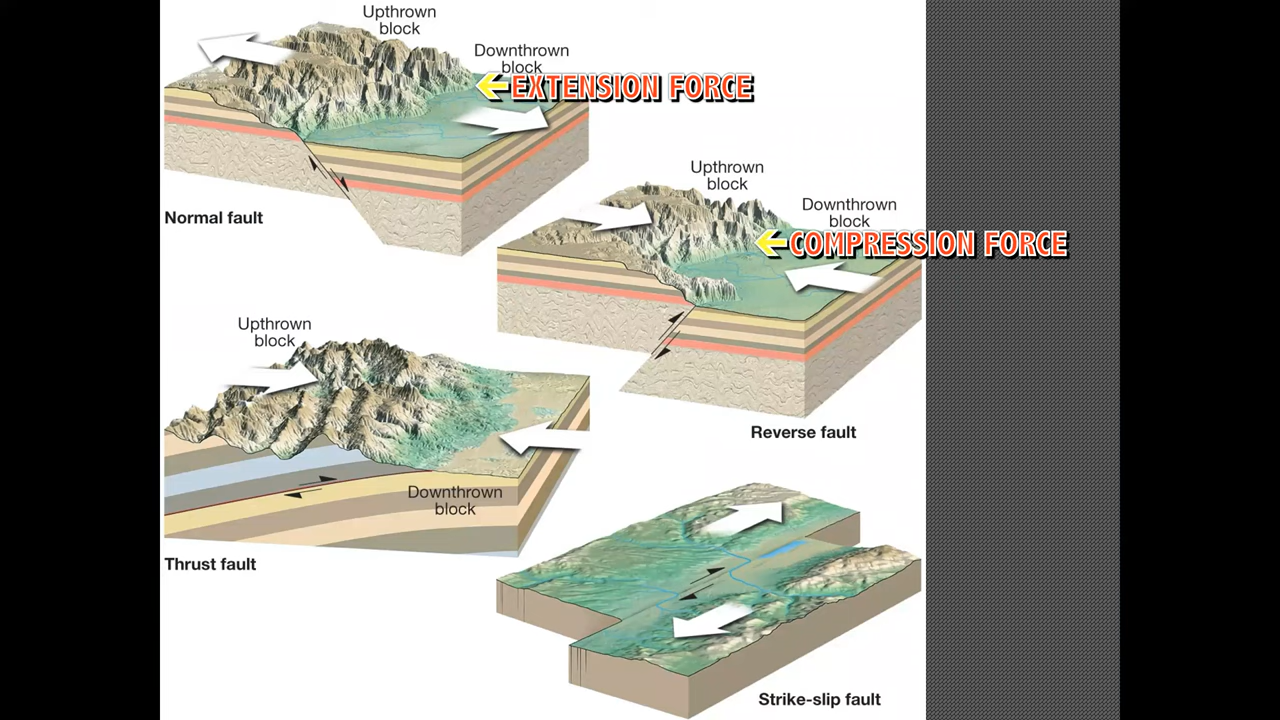 Upthrown
block
Downthrown
block
←EXTENSION FORCE
Normal fault
Upthrown
block
Downthrown
block
←COMPRESSION FORCE
Reverse fault
Upthrown
block
Downthrown
block
Thrust fault
Strike-slip fault